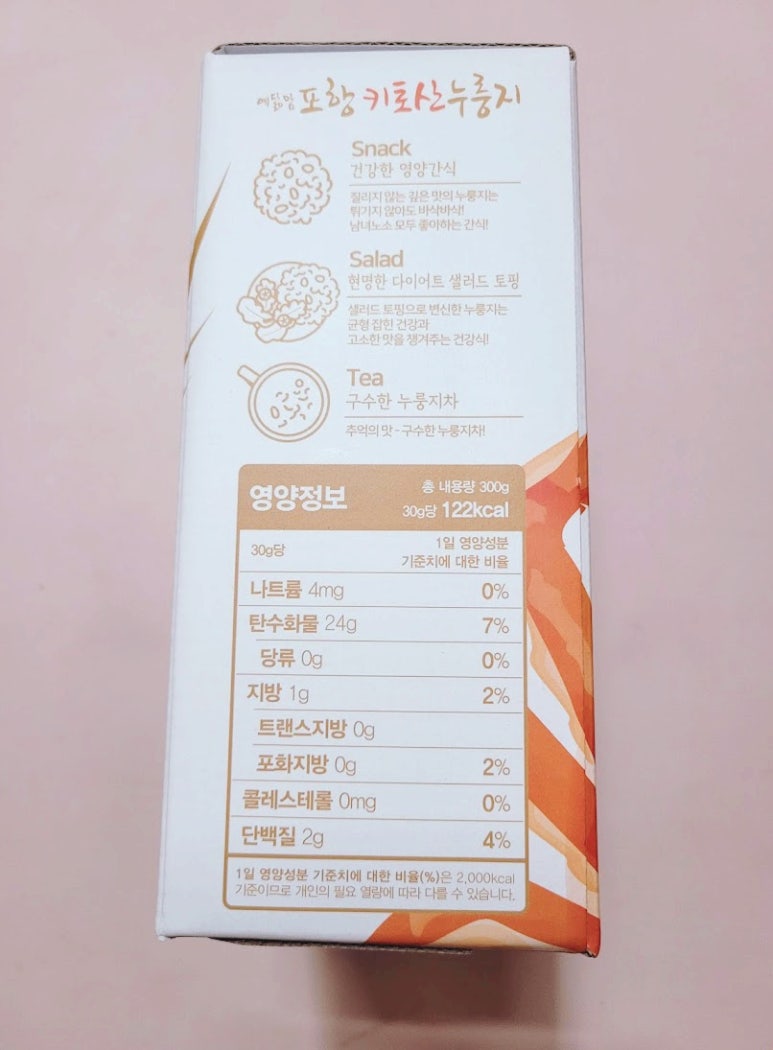 포항 키토산누룽지
Snack
건강한 영양간식
질리지 않는 깊은 맛의 누룽지는
튀기지 않아도 바삭바삭!
남녀노소 모두 좋아하는 간식!
Salad
현명한 다이어트 샐러드 토핑
샐러드 토핑으로 변신한 누룽지는
균형 잡힌 건강과
고소한 맛을 챙겨주는 건강식!
Tea
구수한 누룽지차
추억의 맛 - 구수한 누룽지차!
영양정보
총 내용량 300g
30g당 122kcal
30g당
1일 영양성분
기준치에 대한 비율
나트륨 4mg 0%
탄수화물 24g 7%
당류 0g 0%
지방 1g 2%
트랜스지방 0g
포화지방 0g 2%
콜레스테롤 0mg 0%
단백질 2g 4%
1일 영양성분 기준치에 대한 비율(%)은 2,000kcal
기준이므로 개인의 필요 열량에 따라 다를 수 있습니다.